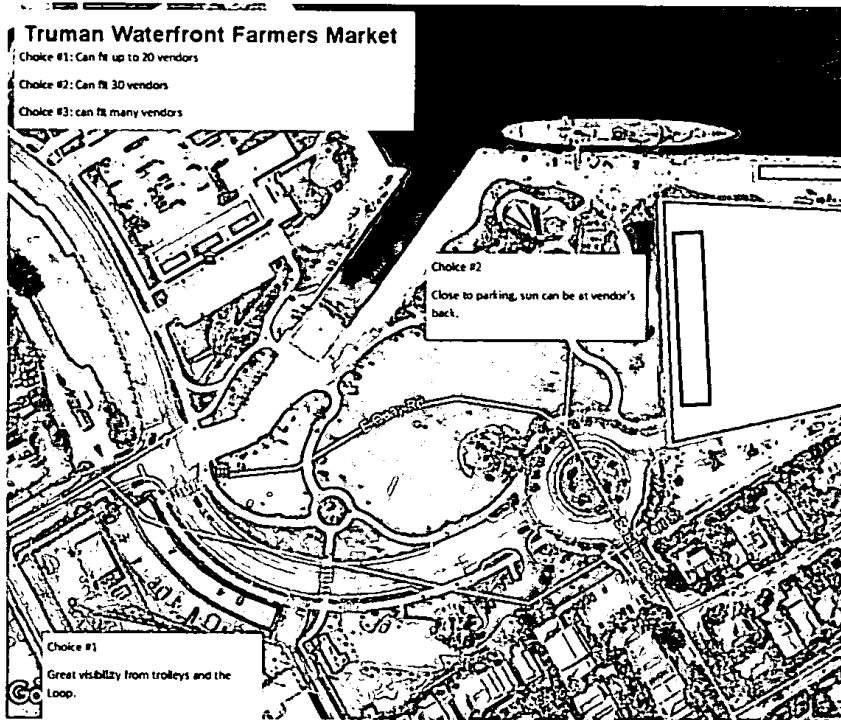 Truman Waterfront Farmers Market
Choice #1: Can fit up to 20 vendors
Choice #2: Can fit 30 vendors
Choice #3: can fit many vendors
Choice #2
Close to parking, sun can be at vendor's
back.
Choice #1
Great visibility from trolleys and the
Loop.